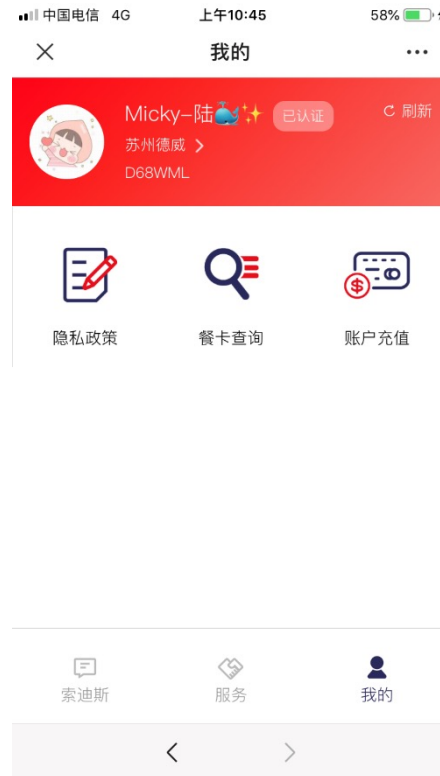 中国电信 4G 上午10:45 58%
我的
Micky-陆🐳✨ 已认证 刷新
苏州德威
D68WML
隐私政策 餐卡查询 账户充值
索迪斯 服务 我的